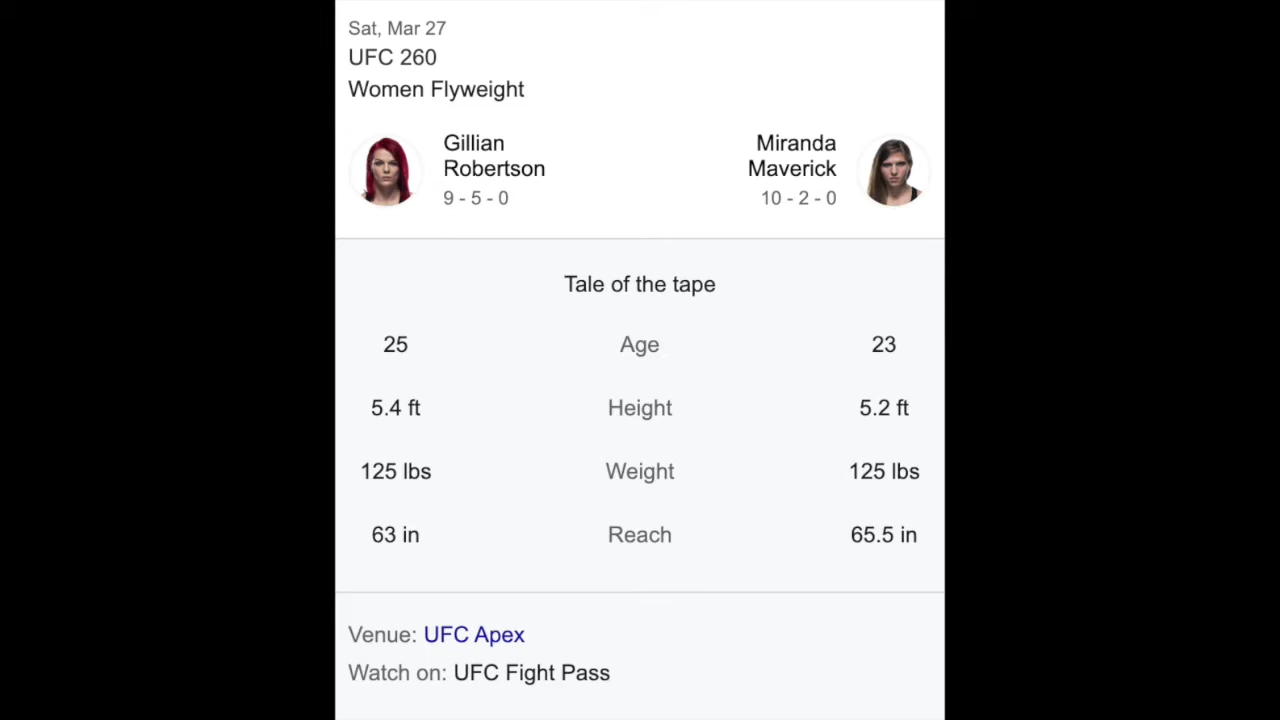 Sat, Mar 27
UFC 260
Women Flyweight
Gillian Robertson
9 - 5 - 0
Miranda Maverick
10 - 2 - 0
Tale of the tape
25 Age 23
5.4 ft Height 5.2 ft
125 lbs Weight 125 lbs
63 in Reach 65.5 in
Venue: UFC Apex
Watch on: UFC Fight Pass